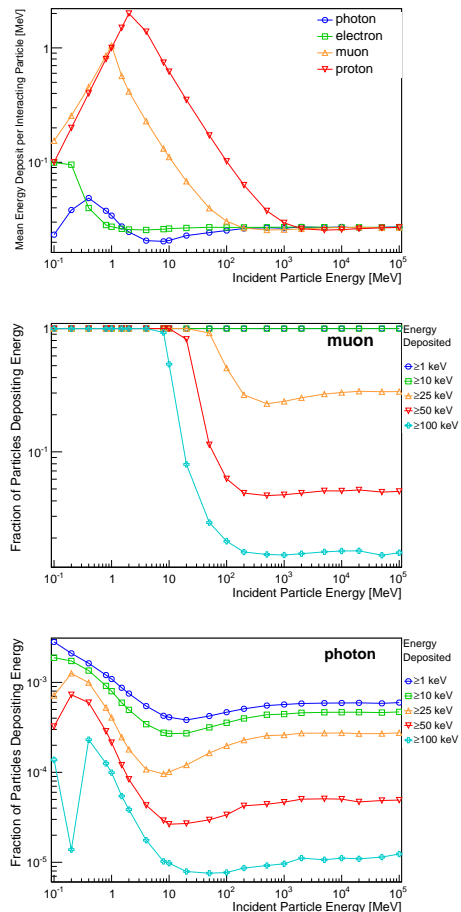 Mean Energy Deposit per Interacting Particle [MeV]
1
10⁻¹
photon
electron
muon
proton
10⁻¹ 1 10 10² 10³ 10⁴ 10⁵
Incident Particle Energy [MeV]
Fraction of Particles Depositing Energy
1
10⁻¹
muon
Energy
Deposited
≥1 keV
≥10 keV
≥25 keV
≥50 keV
≥100 keV
10⁻¹ 1 10 10² 10³ 10⁴ 10⁵
Incident Particle Energy [MeV]
Fraction of Particles Depositing Energy
10⁻³
10⁻⁴
10⁻⁵
photon
Energy
Deposited
≥1 keV
≥10 keV
≥25 keV
≥50 keV
≥100 keV
10⁻¹ 1 10 10² 10³ 10⁴ 10⁵
Incident Particle Energy [MeV]